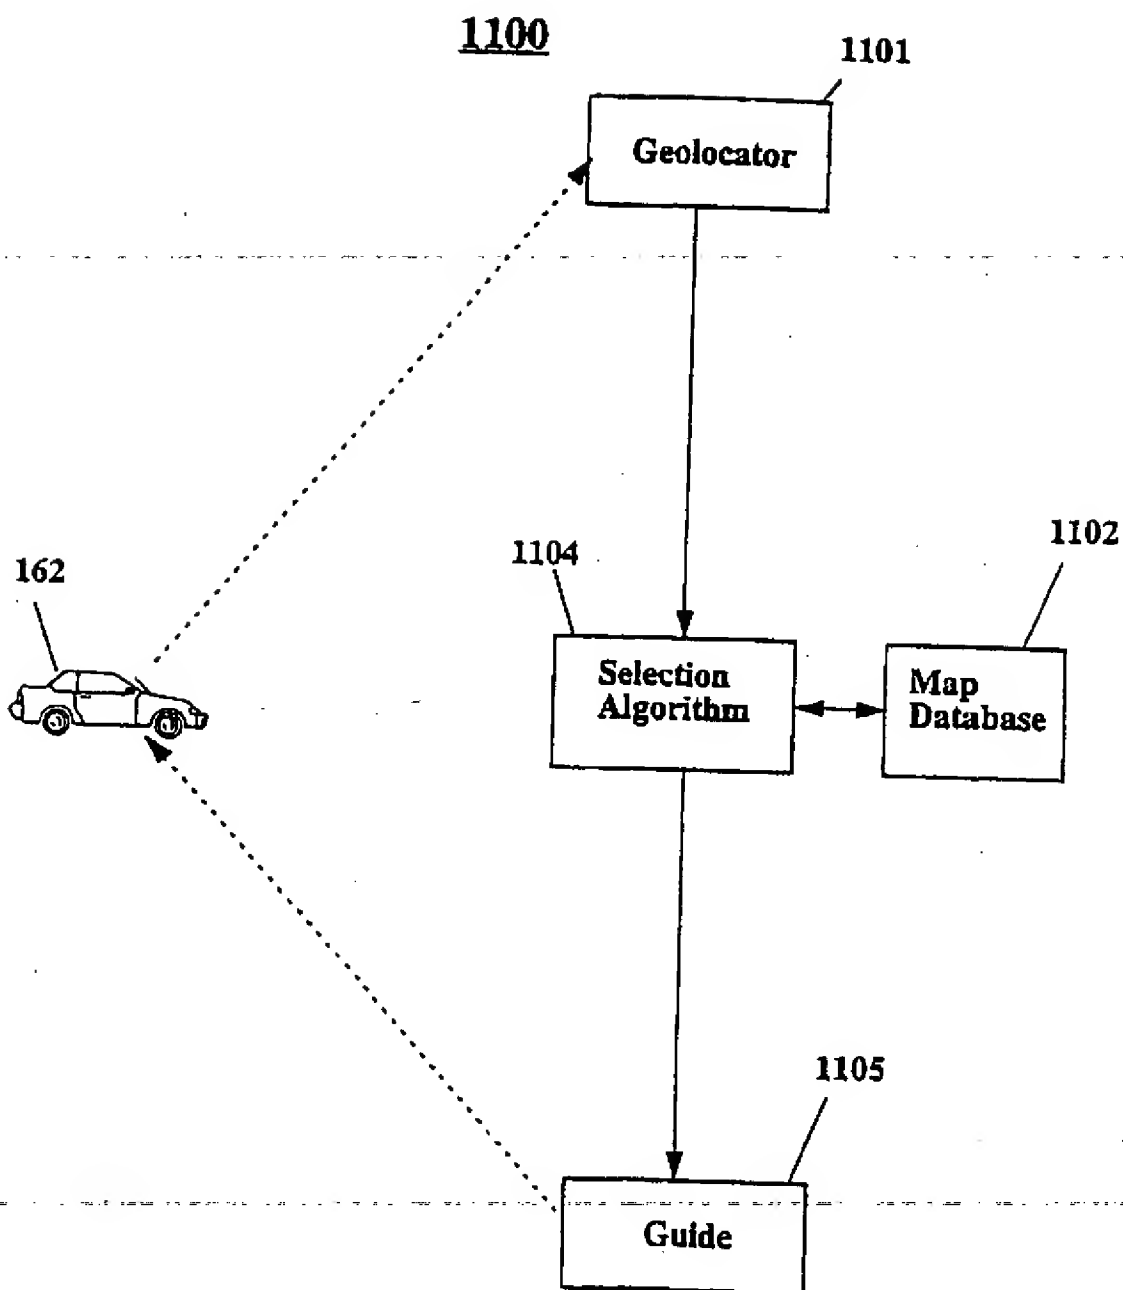 1100
1101
Geolocator
1102
1104
162
Selection
Algorithm
Map
Database
1105
Guide